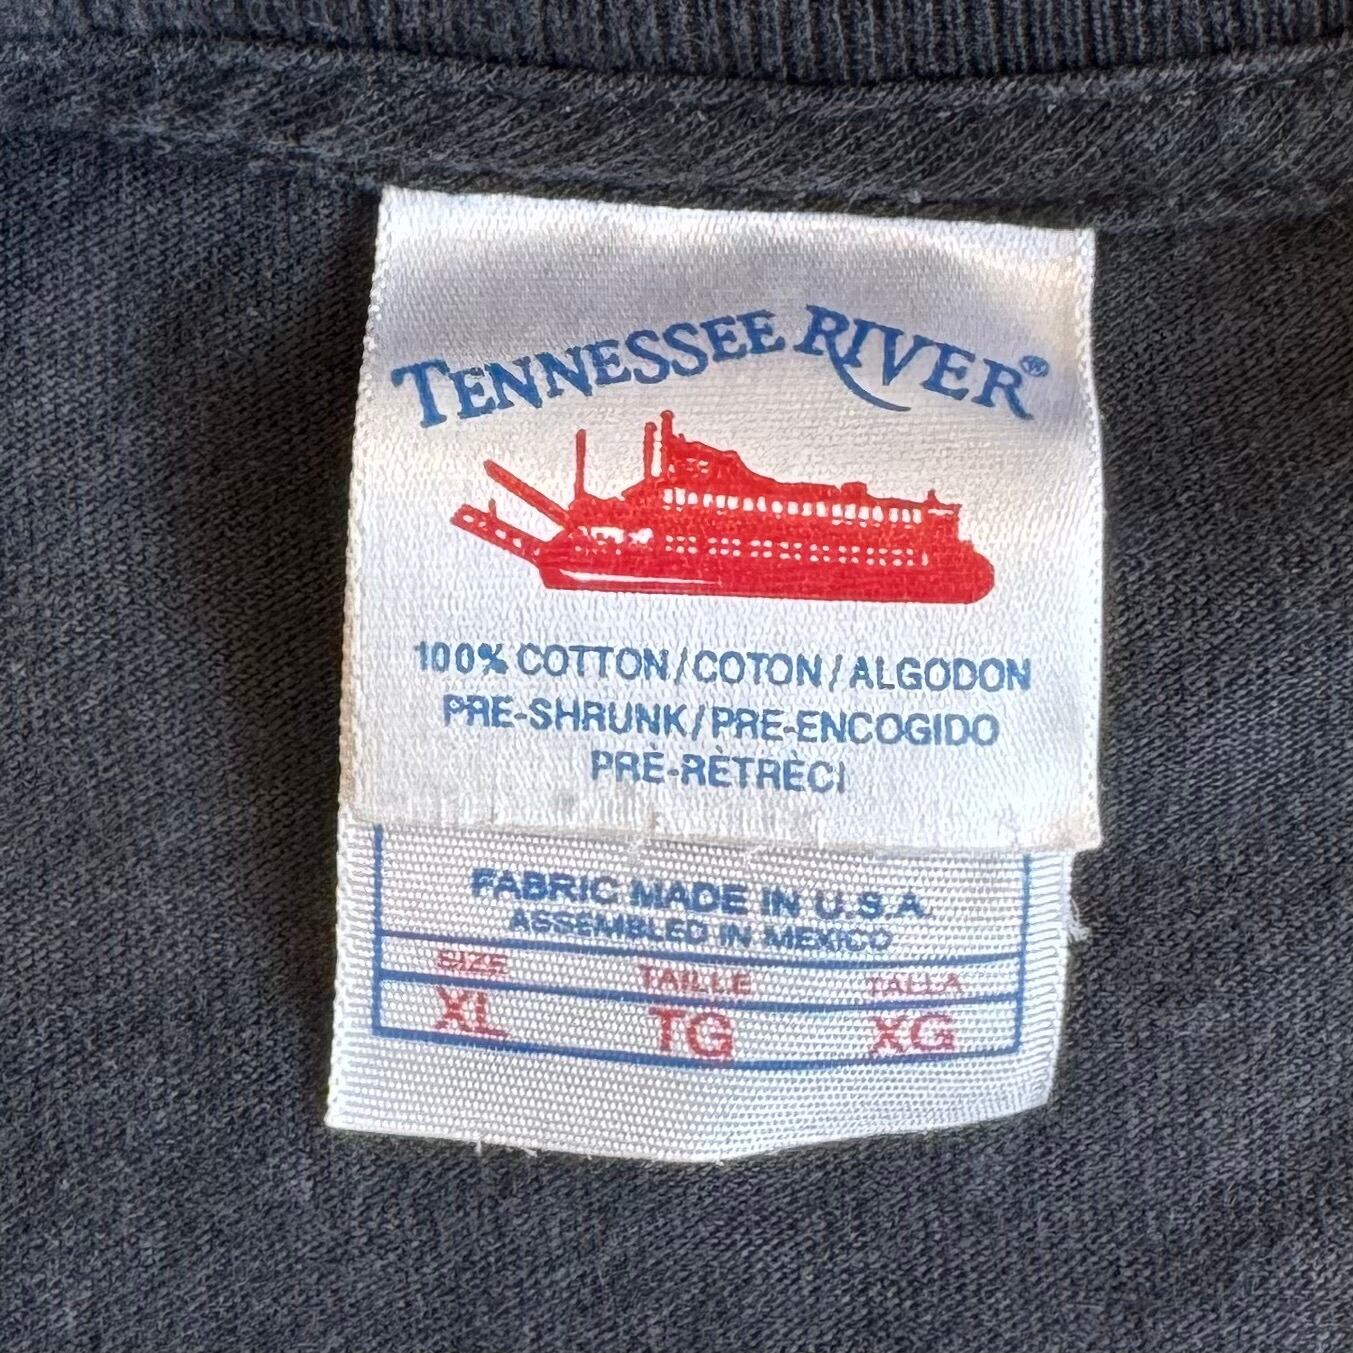 TENNESSEE RIVER®
100% COTTON/COTON/ALGODON
PRE-SHRUNK/PRE-ENCOGIDO
PRÈ-RÈTRÈCI
FABRIC MADE IN U.S.A.
ASSEMBLED IN MEXICO
SIZE TAILLE TALLA
XL TG XG